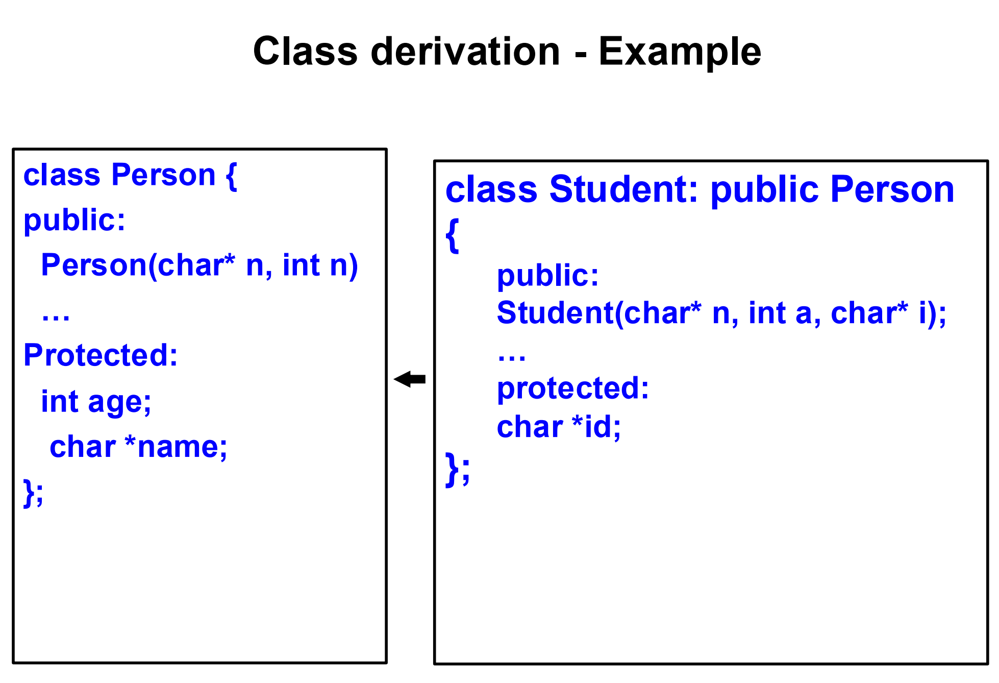 Class derivation - Example
class Person {
public:
Person(char* n, int n)
…
Protected:
int age;
char *name;
};
class Student: public Person
{
public:
Student(char* n, int a, char* i);
…
protected:
char *id;
};